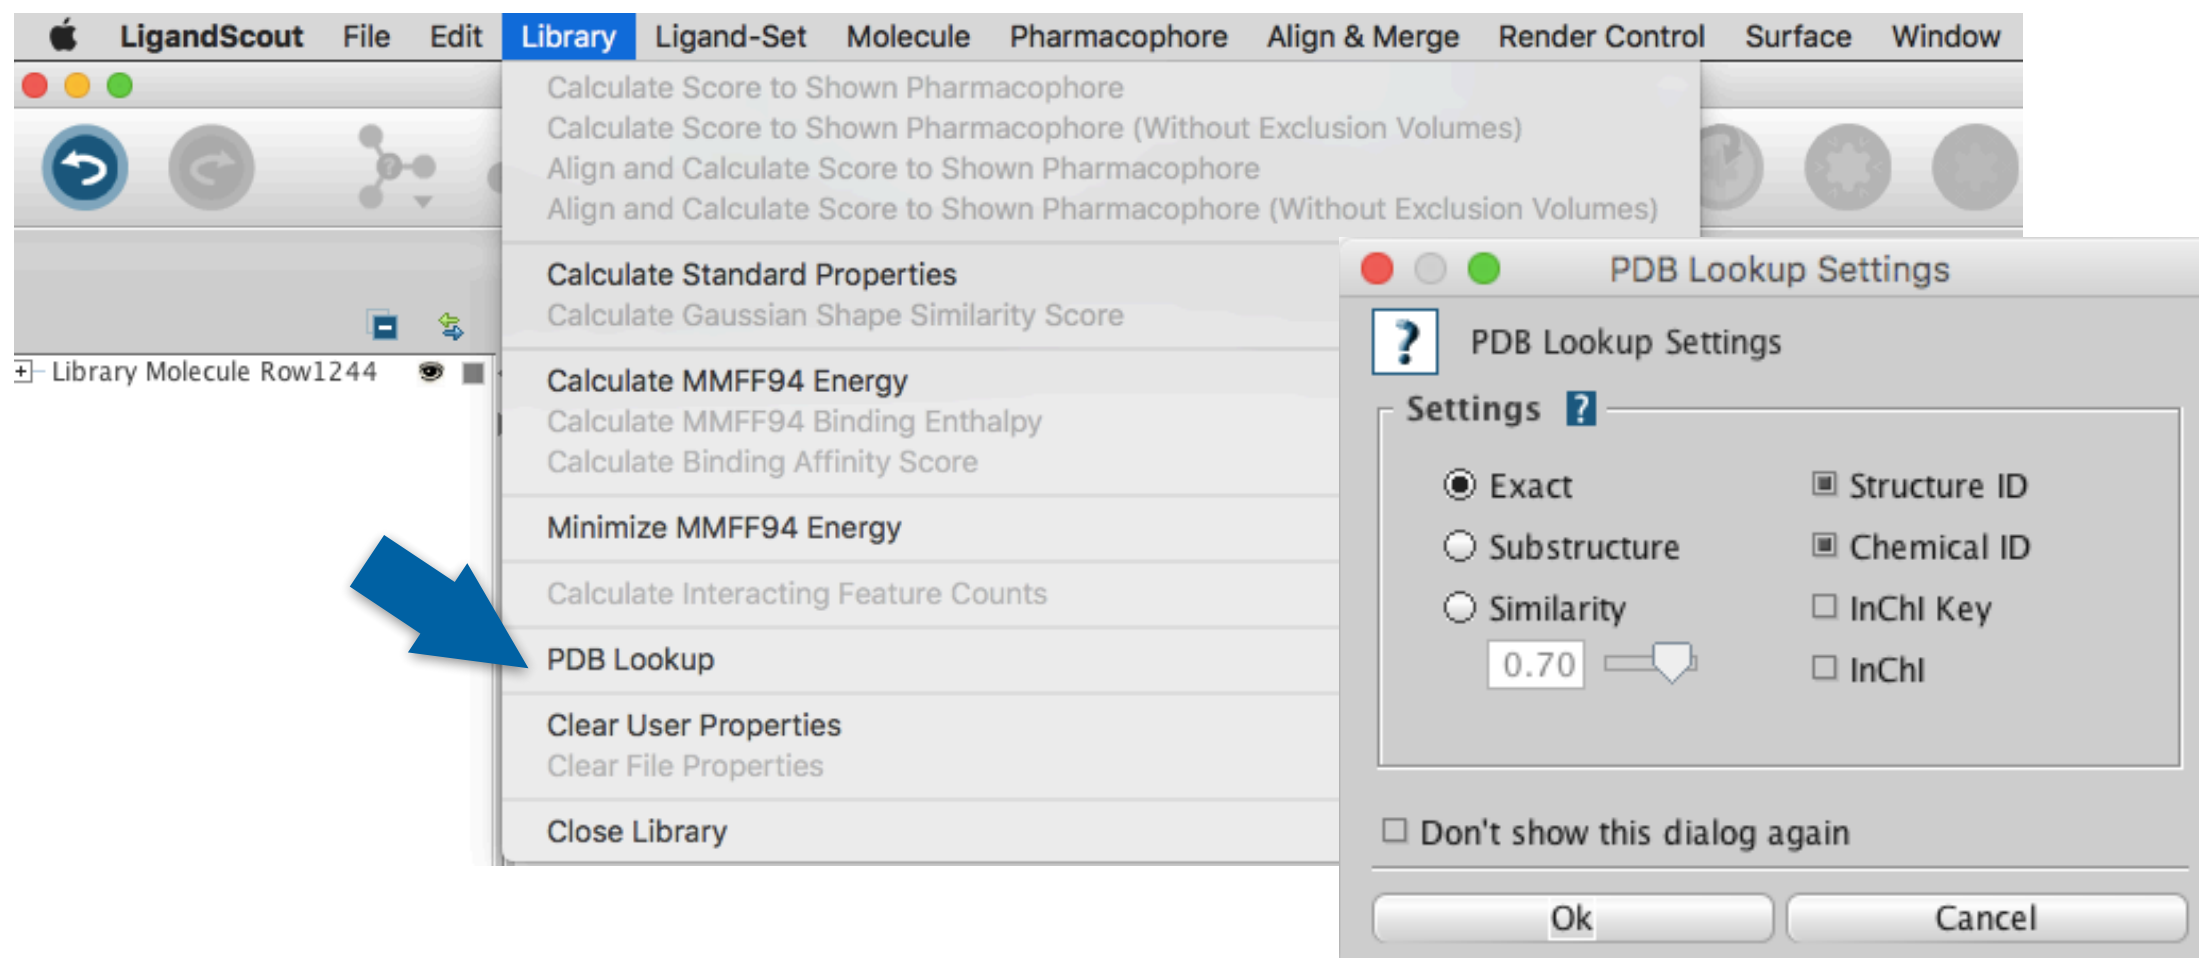 LigandScout File Edit Library Ligand-Set Molecule Pharmacophore Align & Merge Render Control Surface Window
Calculate Score to Shown Pharmacophore
Calculate Score to Shown Pharmacophore (Without Exclusion Volumes)
Align and Calculate Score to Shown Pharmacophore
Align and Calculate Score to Shown Pharmacophore (Without Exclusion Volumes)
Calculate Standard Properties
Calculate Gaussian Shape Similarity Score
Library Molecule Row1244
Calculate MMFF94 Energy
Calculate MMFF94 Binding Enthalpy
Calculate Binding Affinity Score
Minimize MMFF94 Energy
Calculate Interacting Feature Counts
PDB Lookup
Clear User Properties
Clear File Properties
Close Library
PDB Lookup Settings
? PDB Lookup Settings
Settings ?
Exact Structure ID
Substructure Chemical ID
Similarity InChI Key
0.70 InChI
Don't show this dialog again
Ok Cancel